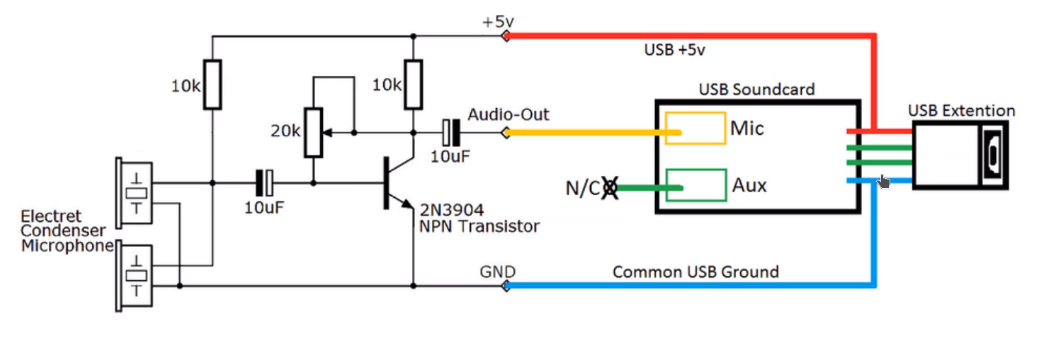 +5v
USB +5v
10k
10k
USB Soundcard
USB Extention
Audio-Out
20k
Mic
10uF
N/C
Aux
10uF
2N3904
NPN Transistor
Electret
Condenser
Microphone
GND
Common USB Ground